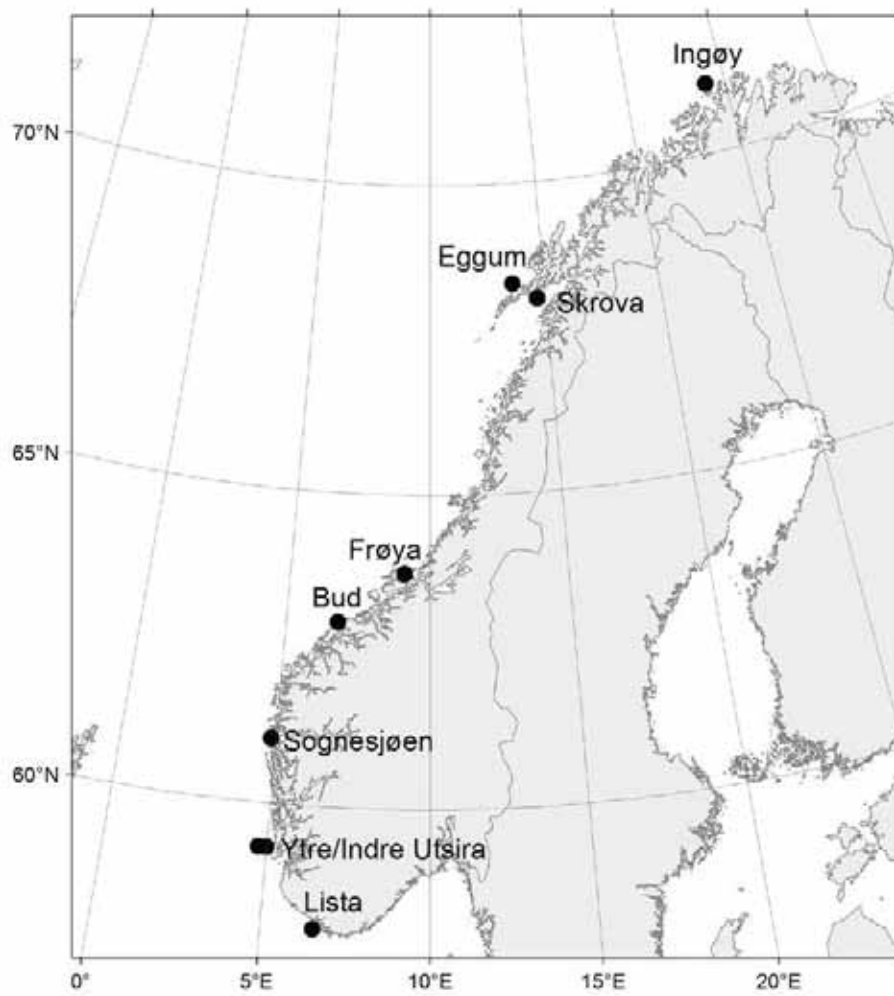 Ingøy
70°N
Eggum
Skrova
65°N
Frøya
Bud
Sognesjøen
60°N
Ytre/Indre Utsira
Lista
0°
5°E
10°E
15°E
20°E